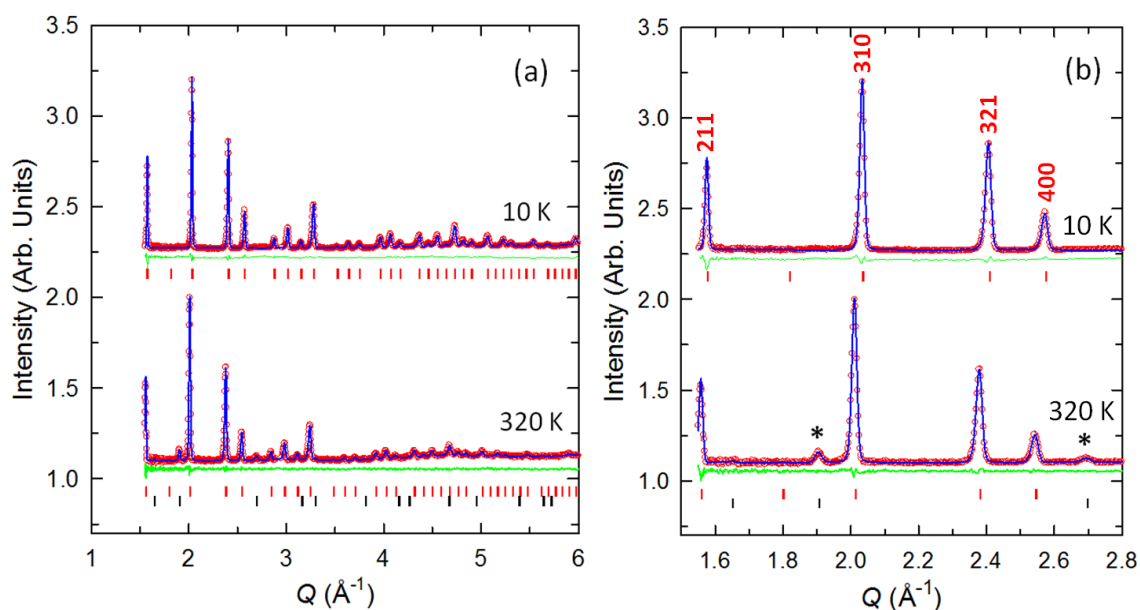 (a)
3.5
3.0
2.5
2.0
1.5
1.0
Intensity (Arb. Units)
10 K
320 K
1 2 3 4 5 6
Q (Å-1)
(b)
3.5
3.0
2.5
2.0
1.5
1.0
Intensity (Arb. Units)
211
310
321
400
10 K
320 K
*
*
1.6 1.8 2.0 2.2 2.4 2.6 2.8
Q (Å-1)